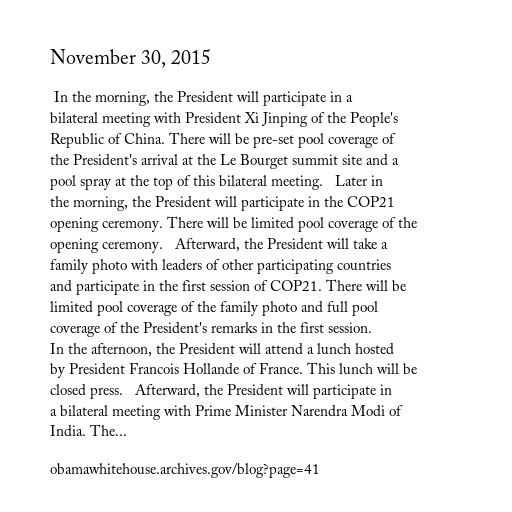 November 30, 2015
In the morning, the President will participate in a
bilateral meeting with President Xi Jinping of the People's
Republic of China. There will be pre-set pool coverage of
the President's arrival at the Le Bourget summit site and a
pool spray at the top of this bilateral meeting.   Later in
the morning, the President will participate in the COP21
opening ceremony. There will be limited pool coverage of the
opening ceremony.   Afterward, the President will take a
family photo with leaders of other participating countries
and participate in the first session of COP21. There will be
limited pool coverage of the family photo and full pool
coverage of the President's remarks in the first session.
In the afternoon, the President will attend a lunch hosted
by President Francois Hollande of France. This lunch will be
closed press.   Afterward, the President will participate in
a bilateral meeting with Prime Minister Narendra Modi of
India. The...
obamawhitehouse.archives.gov/blog?page=41